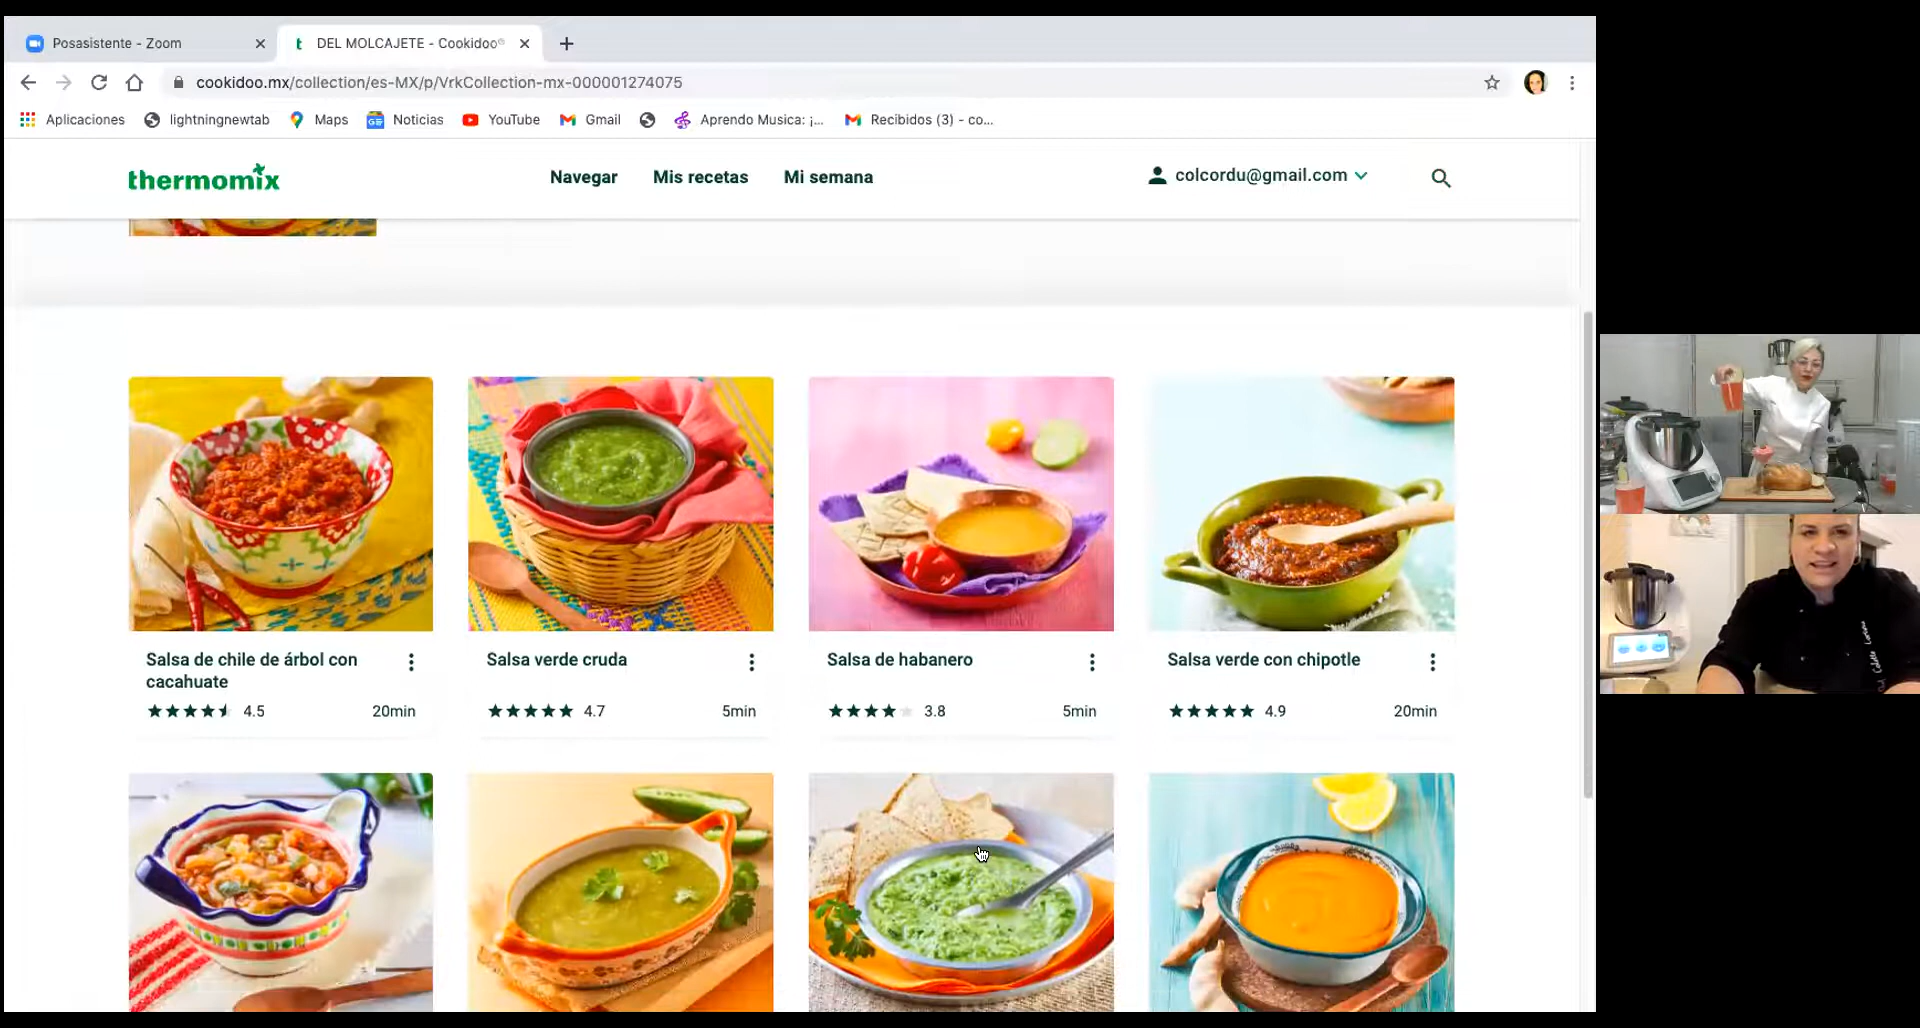 Posasistente - Zoom
DEL MOLCAJETE - Cookidoo®
cookidoo.mx/collection/es-MX/p/VrkCollection-mx-000001274075
Aplicaciones
lightningnewtab
Maps
Noticias
YouTube
Gmail
Aprendo Musica: ¡...
Recibidos (3) - co...
thermomix
Navegar
Mis recetas
Mi semana
colcordu@gmail.com
Salsa de chile de árbol con
cacahuate
4.5
20min
Salsa verde cruda
4.7
5min
Salsa de habanero
3.8
5min
Salsa verde con chipotle
4.9
20min